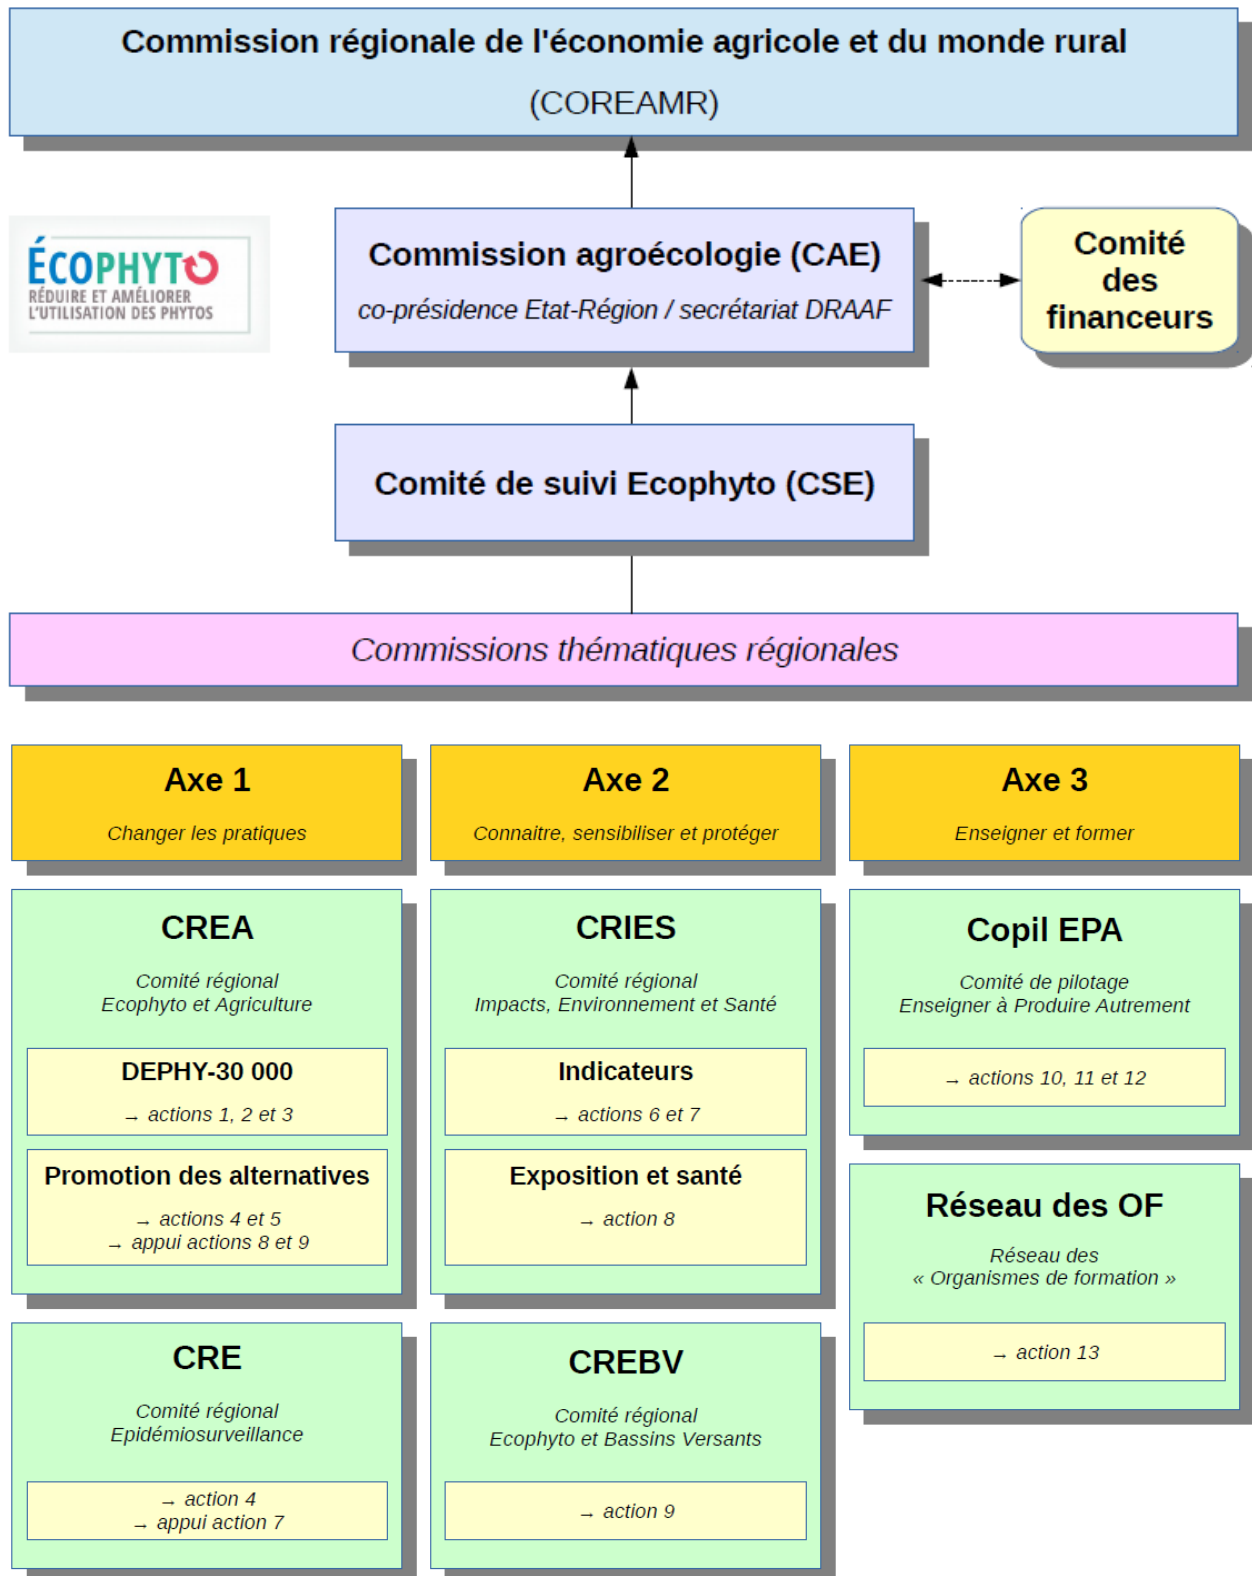 Commission régionale de l'économie agricole et du monde rural
(COREAMR)
ÉCOPHYTO
RÉDUIRE ET AMÉLIORER
L'UTILISATION DES PHYTOS
Commission agroécologie (CAE)
co-présidence Etat-Région / secrétariat DRAAF
Comité
des
financeurs
Comité de suivi Ecophyto (CSE)
Commissions thématiques régionales
Axe 1
Changer les pratiques
CREA
Comité régional
Ecophyto et Agriculture
DEPHY-30 000
→ actions 1, 2 et 3
Promotion des alternatives
→ actions 4 et 5
→ appui actions 8 et 9
CRE
Comité régional
Epidémiosurveillance
→ action 4
→ appui action 7
Axe 2
Connaitre, sensibiliser et protéger
CRIES
Comité régional
Impacts, Environnement et Santé
Indicateurs
→ actions 6 et 7
Exposition et santé
→ action 8
CREBV
Comité régional
Ecophyto et Bassins Versants
→ action 9
Axe 3
Enseigner et former
Copil EPA
Comité de pilotage
Enseigner à Produire Autrement
→ actions 10, 11 et 12
Réseau des OF
Réseau des
« Organismes de formation »
→ action 13